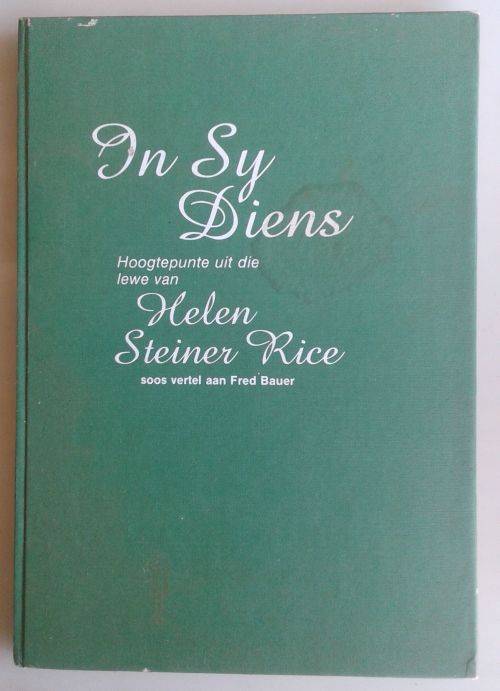 In Sy
Diens
Hoogtepunte uit die
lewe van
Helen
Steiner Rice
soos vertel aan Fred Bauer